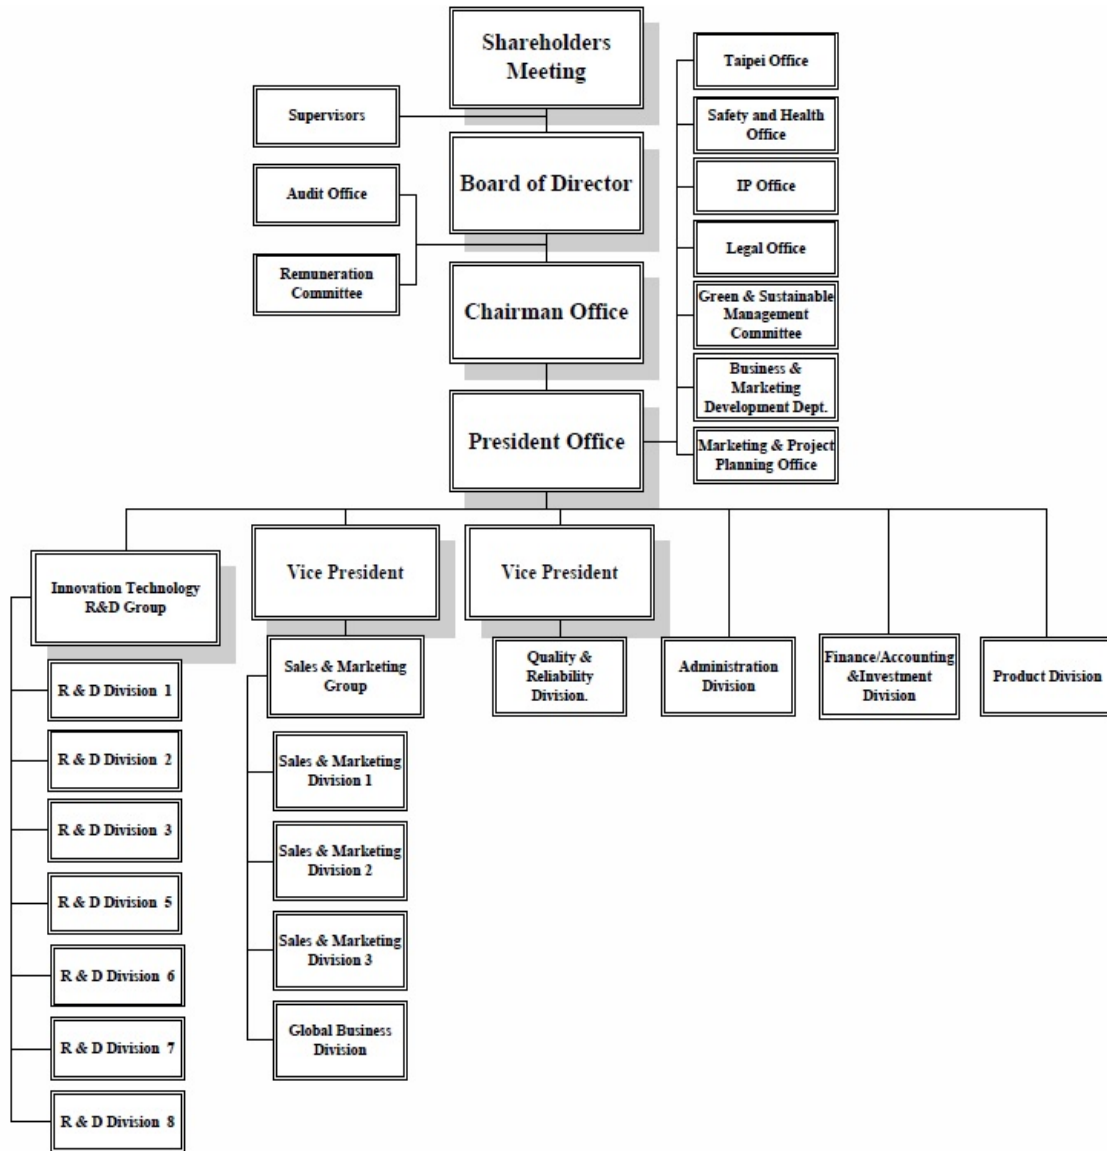 Shareholders
Meeting
Supervisors
Board of Director
Audit Office
Remuneration
Committee
Chairman Office
President Office
Taipei Office
Safety and Health
Office
IP Office
Legal Office
Green & Sustainable
Management
Committee
Business &
Marketing
Development Dept.
Marketing & Project
Planning Office
Innovation Technology
R&D Group
R & D Division 1
R & D Division 2
R & D Division 3
R & D Division 5
R & D Division 6
R & D Division 7
R & D Division 8
Vice President
Sales & Marketing
Group
Sales & Marketing
Division 1
Sales & Marketing
Division 2
Sales & Marketing
Division 3
Global Business
Division
Vice President
Quality &
Reliability
Division.
Administration
Division
Finance/Accounting
&Investment
Division
Product Division